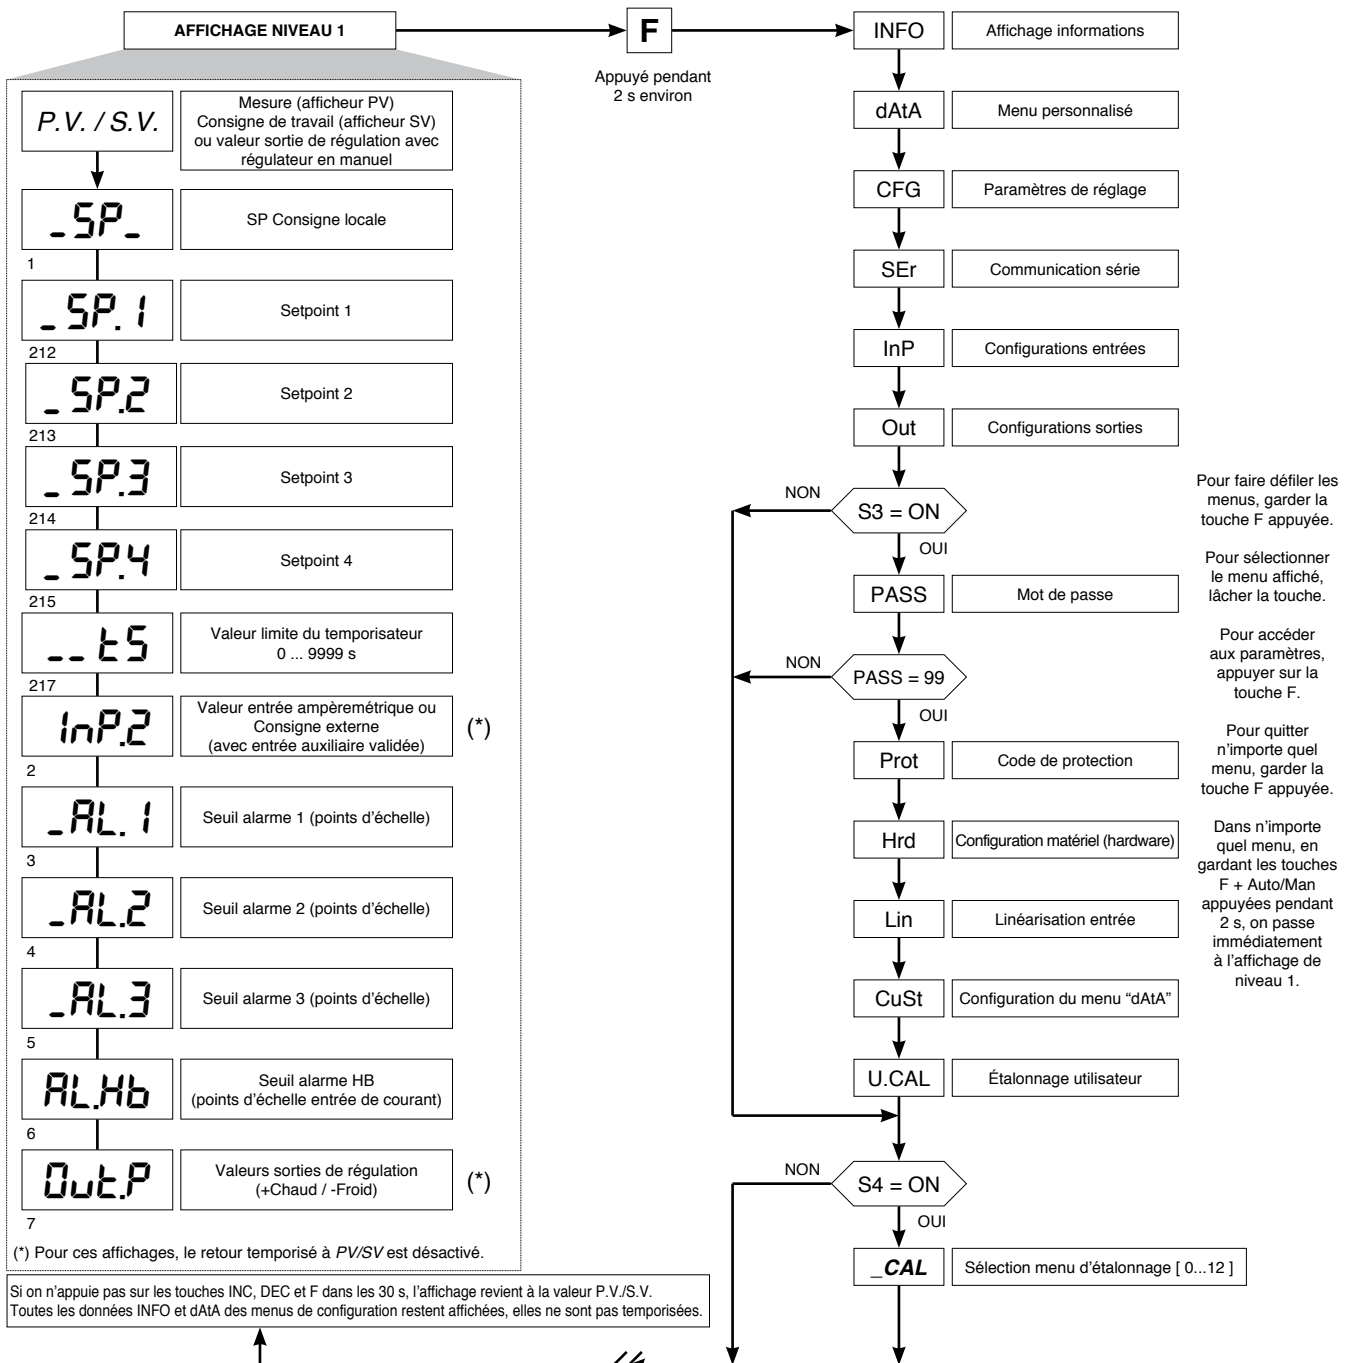 AFFICHAGE NIVEAU 1
F
Appuyé pendant
2 s environ
P.V. / S.V.
Mesure (afficheur PV)
Consigne de travail (afficheur SV)
ou valeur sortie de régulation avec
régulateur en manuel
_SP_
SP Consigne locale
1
_SP.1
Setpoint 1
212
_SP.2
Setpoint 2
213
_SP.3
Setpoint 3
214
_SP.4
Setpoint 4
215
__tS
Valeur limite du temporisateur
0 ... 9999 s
217
InP.2
Valeur entrée ampèremétrique ou
Consigne externe
(avec entrée auxiliaire validée)
(*)
2
_AL.1
Seuil alarme 1 (points d'échelle)
3
_AL.2
Seuil alarme 2 (points d'échelle)
4
_AL.3
Seuil alarme 3 (points d'échelle)
5
AL.Hb
Seuil alarme HB
(points d'échelle entrée de courant)
6
Out.P
Valeurs sorties de régulation
(+Chaud / -Froid)
(*)
7
(*) Pour ces affichages, le retour temporisé à PV/SV est désactivé.
Si on n'appuie pas sur les touches INC, DEC et F dans les 30 s, l'affichage revient à la valeur P.V./S.V.
Toutes les données INFO et dAtA des menus de configuration restent affichées, elles ne sont pas temporisées.
INFO
Affichage informations
dAtA
Menu personnalisé
CFG
Paramètres de réglage
SEr
Communication série
InP
Configurations entrées
Out
Configurations sorties
NON
S3 = ON
OUI
PASS
Mot de passe
NON
PASS = 99
OUI
Prot
Code de protection
Hrd
Configuration matériel (hardware)
Lin
Linéarisation entrée
CuSt
Configuration du menu “dAtA”
U.CAL
Étalonnage utilisateur
NON
S4 = ON
OUI
_CAL
Sélection menu d'étalonnage [ 0...12 ]
Pour faire défiler les
menus, garder la
touche F appuyée.
Pour sélectionner
le menu affiché,
lâcher la touche.
Pour accéder
aux paramètres,
appuyer sur la
touche F.
Pour quitter
n'importe quel
menu, garder la
touche F appuyée.
Dans n'importe
quel menu, en
gardant les touches
F + Auto/Man
appuyées pendant
2 s, on passe
immédiatement
à l'affichage de
niveau 1.